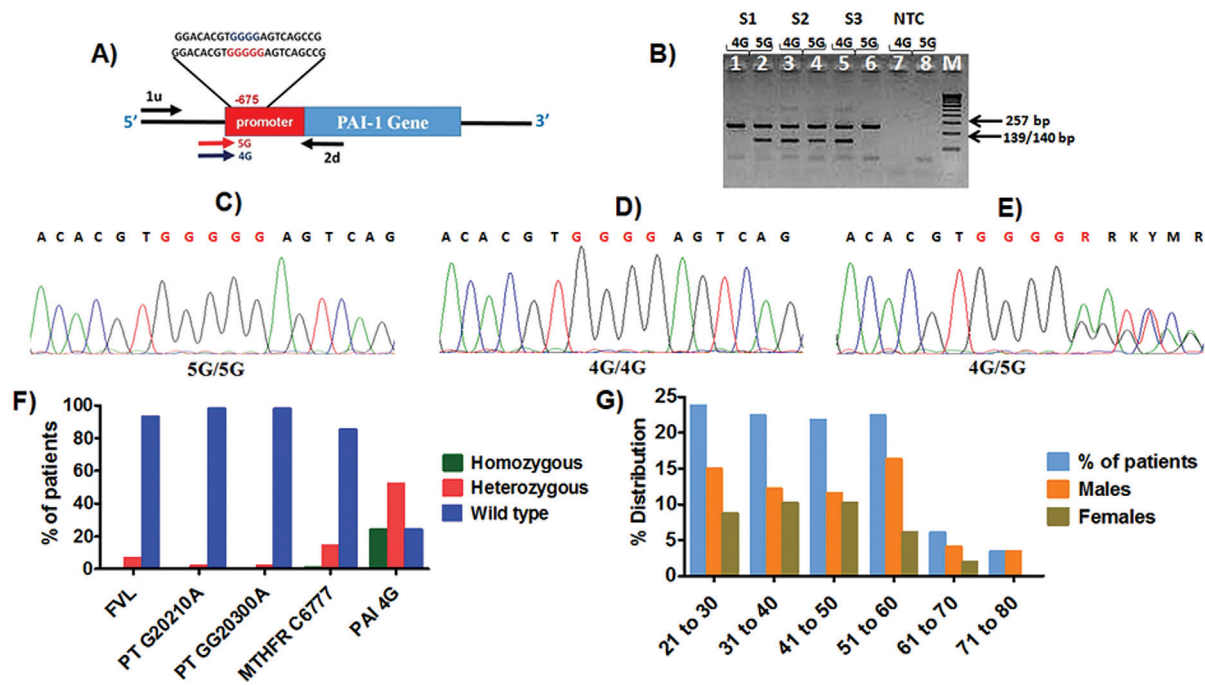 A)
GGACACGTGGGGAGTCAGCCG
GGACACGTGGGGGAGTCAGCCG
1u
-675
5’
promoter
PAI-1 Gene
3’
5G
4G
2d
B)
S1 S2 S3 NTC
4G 5G 4G 5G 4G 5G 4G 5G
1 2 3 4 5 6 7 8 M
257 bp
139/140 bp
C)
A C A C G T G G G G G A G T C A G
5G/5G
D)
A C A C G T G G G G A G T C A G
4G/4G
E)
A C A C G T G G G G R R K Y M R
4G/5G
F)
% of patients
100
80
60
40
20
0
FVL
PT G20210A
PT GG20300A
MTHFR C6777
PAI 4G
Homozygous
Heterozygous
Wild type
G)
% Distribution
25
20
15
10
5
0
21 to 30
31 to 40
41 to 50
51 to 60
61 to 70
71 to 80
% of patients
Males
Females